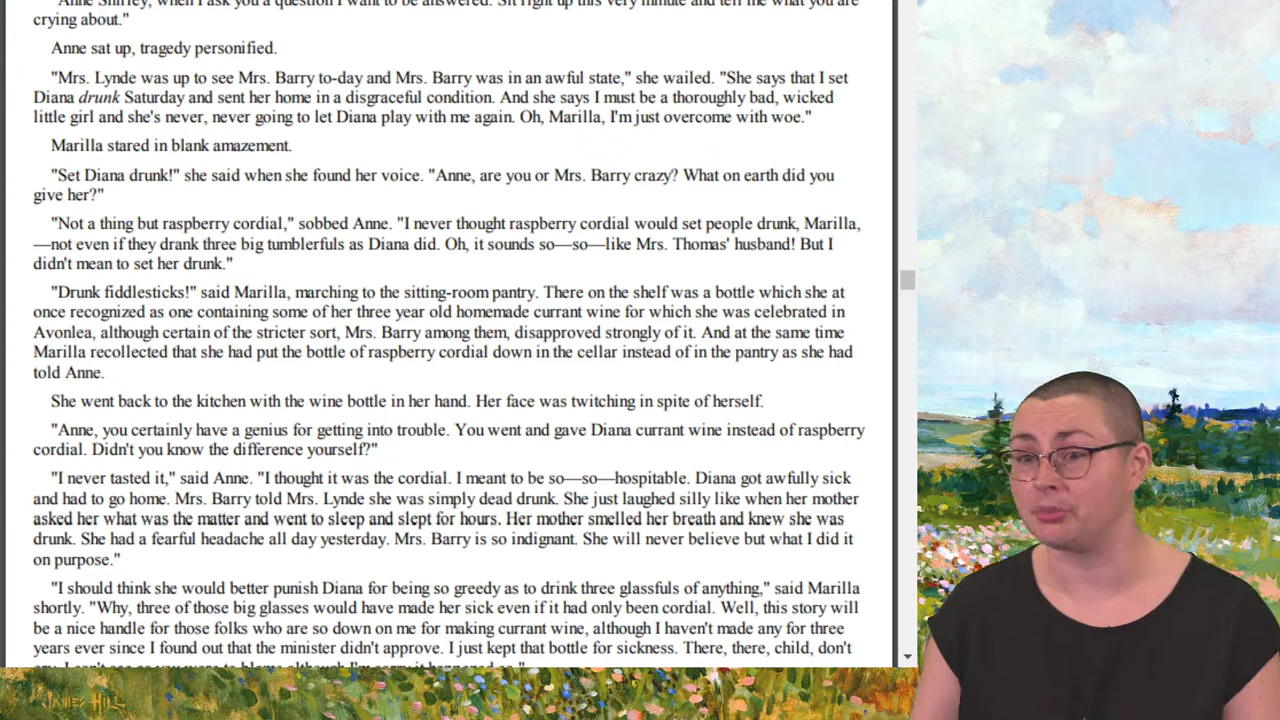 "Anne Shirley, when I ask you a question I want to be answered. Sit right up this very minute and tell me what you are
crying about."
Anne sat up, tragedy personified.
"Mrs. Lynde was up to see Mrs. Barry to-day and Mrs. Barry was in an awful state," she wailed. "She says that I set
Diana drunk Saturday and sent her home in a disgraceful condition. And she says I must be a thoroughly bad, wicked
little girl and she's never, never going to let Diana play with me again. Oh, Marilla, I'm just overcome with woe."
Marilla stared in blank amazement.
"Set Diana drunk!" she said when she found her voice. "Anne, are you or Mrs. Barry crazy? What on earth did you
give her?"
"Not a thing but raspberry cordial," sobbed Anne. "I never thought raspberry cordial would set people drunk, Marilla,
—not even if they drank three big tumblerfuls as Diana did. Oh, it sounds so—so—like Mrs. Thomas' husband! But I
didn't mean to set her drunk."
"Drunk fiddlesticks!" said Marilla, marching to the sitting-room pantry. There on the shelf was a bottle which she at
once recognized as one containing some of her three year old homemade currant wine for which she was celebrated in
Avonlea, although certain of the stricter sort, Mrs. Barry among them, disapproved strongly of it. And at the same time
Marilla recollected that she had put the bottle of raspberry cordial down in the cellar instead of in the pantry as she had
told Anne.
She went back to the kitchen with the wine bottle in her hand. Her face was twitching in spite of herself.
"Anne, you certainly have a genius for getting into trouble. You went and gave Diana currant wine instead of raspberry
cordial. Didn't you know the difference yourself?"
"I never tasted it," said Anne. "I thought it was the cordial. I meant to be so—so—hospitable. Diana got awfully sick
and had to go home. Mrs. Barry told Mrs. Lynde she was simply dead drunk. She just laughed silly like when her mother
asked her what was the matter and went to sleep and slept for hours. Her mother smelled her breath and knew she was
drunk. She had a fearful headache all day yesterday. Mrs. Barry is so indignant. She will never believe but what I did it
on purpose."
"I should think she would better punish Diana for being so greedy as to drink three glassfuls of anything," said Marilla
shortly. "Why, three of those big glasses would have made her sick even if it had only been cordial. Well, this story will
be a nice handle for those folks who are so down on me for making currant wine, although I haven't made any for three
years ever since I found out that the minister didn't approve. I just kept that bottle for sickness. There, there, child, don't
JAMES HILL